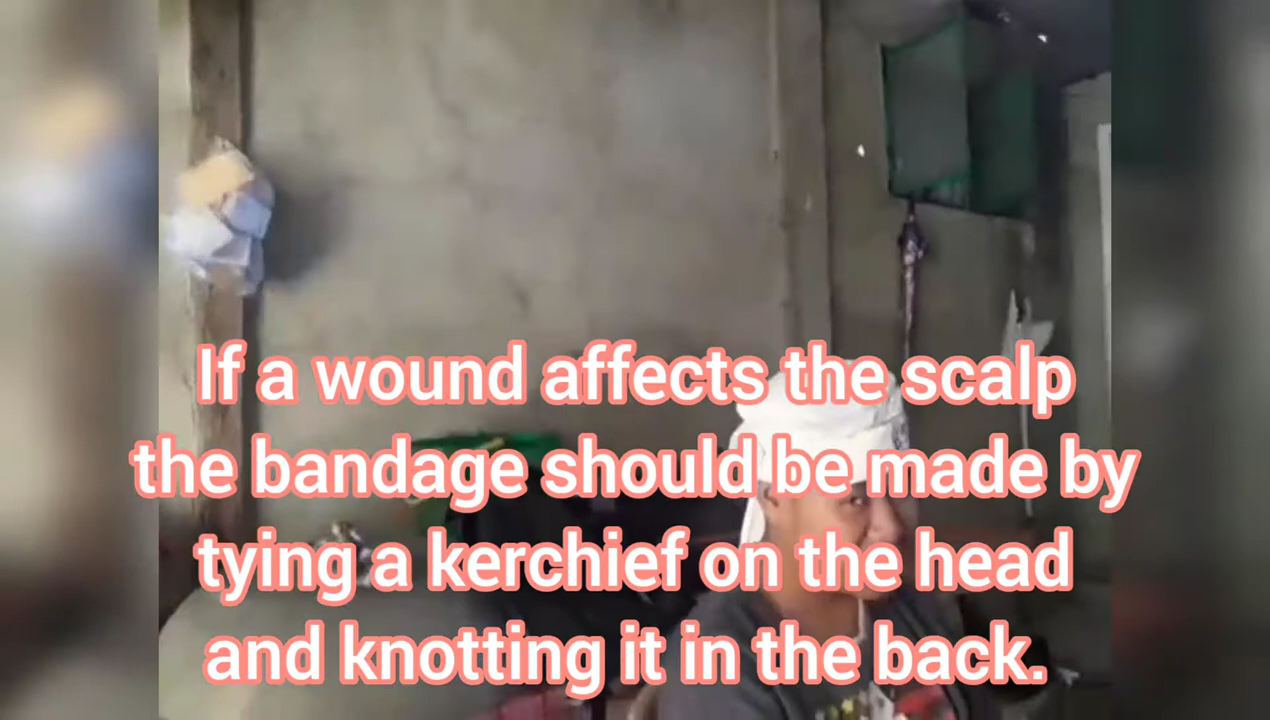 If a wound affects the scalp
the bandage should be made by
tying a kerchief on the head
and knotting it in the back.